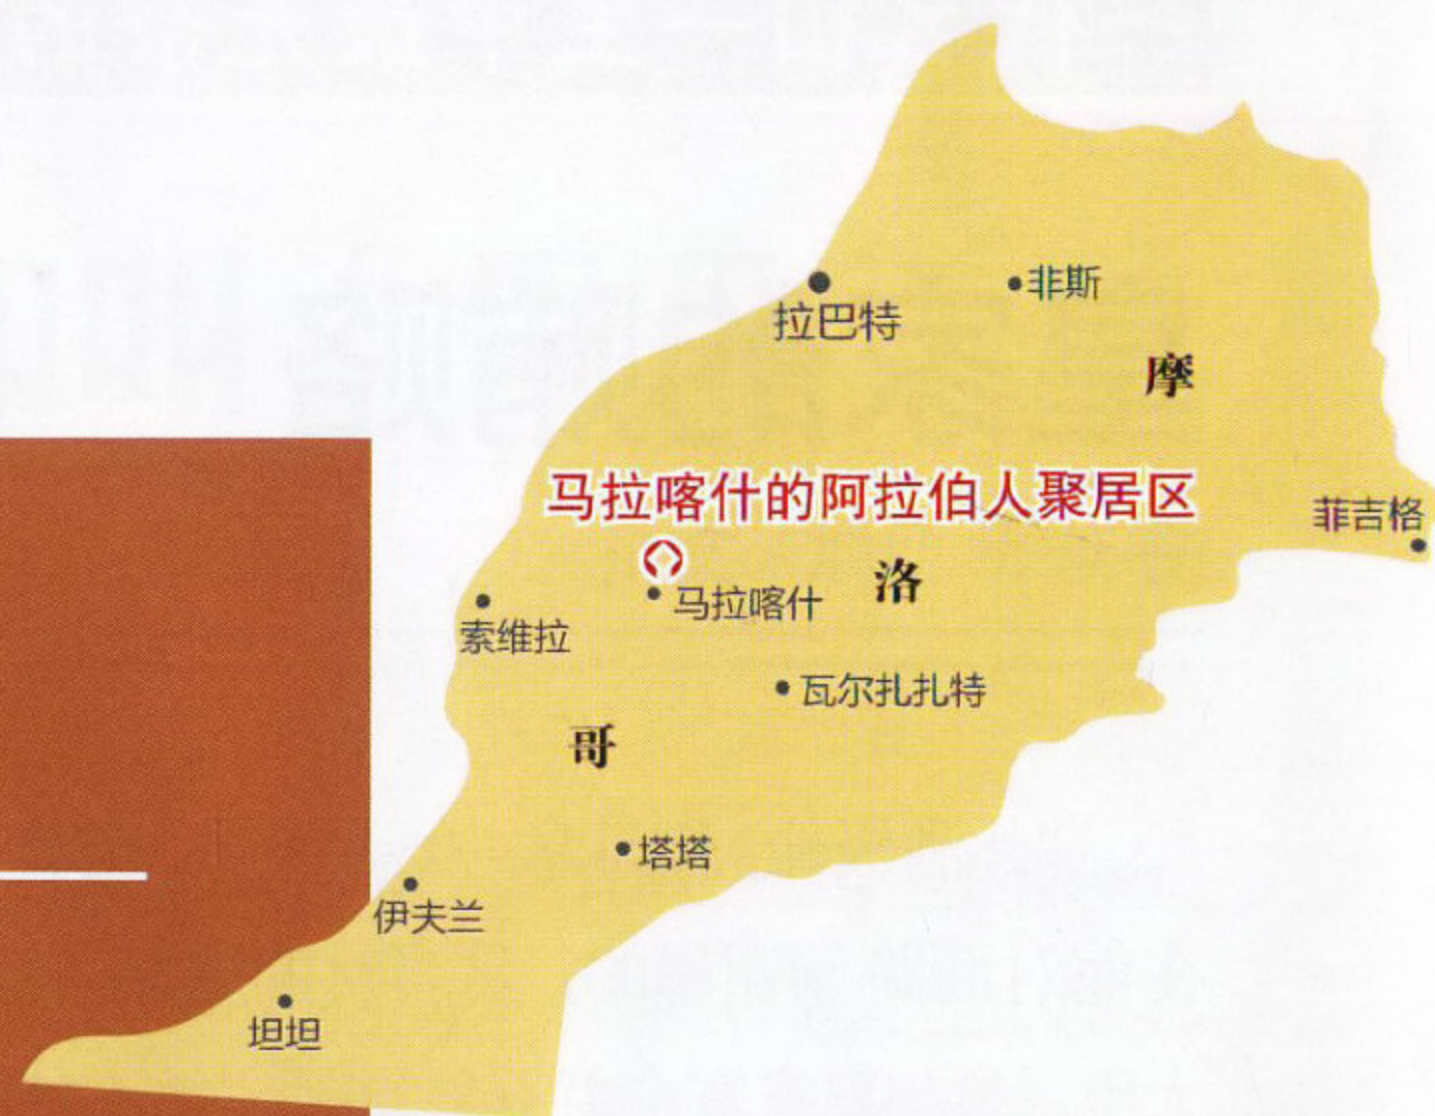 非斯
拉巴特
摩
马拉喀什的阿拉伯人聚居区
菲吉格
洛
马拉喀什
索维拉
瓦尔扎扎特
哥
塔塔
伊夫兰
坦坦